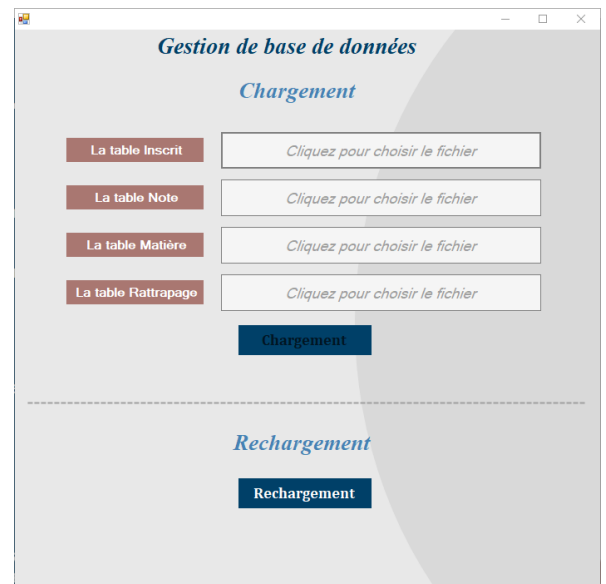 Gestion de base de données
Chargement
La table Inscrit
Cliquez pour choisir le fichier
La table Note
Cliquez pour choisir le fichier
La table Matière
Cliquez pour choisir le fichier
La table Rattrapage
Cliquez pour choisir le fichier
Chargement
Rechargement
Rechargement